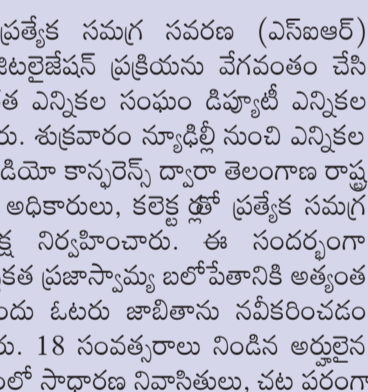 ప్రత్యేక సమగ్ర సవరణ (ఎస్ఐఆర్)
జిటలైజేషన్ ప్రక్రియను వేగవంతం చేసి
త ఎన్నికల సంఘం డిప్యూటీ ఎన్నికల
రు. శుక్రవారం న్యూఢిల్లీ నుంచి ఎన్నికల
డియో కాన్ఫరెన్స్ ద్వారా తెలంగాణ రాష్ట్ర
అధికారులు, కలెక్టర్లతో ప్రత్యేక సమగ్ర
క్ష నిర్వహించారు. ఈ సందర్భంగా
కత ప్రజాస్వామ్య బలోపేతానికి అత్యంత
ందు ఓటరు జాబితాను నవీకరించడం
రు. 18 సంవత్సరాలు నిండిన అర్హులైన
ంలో సాధారణ నివాసితులు, చట్ట పరంగా